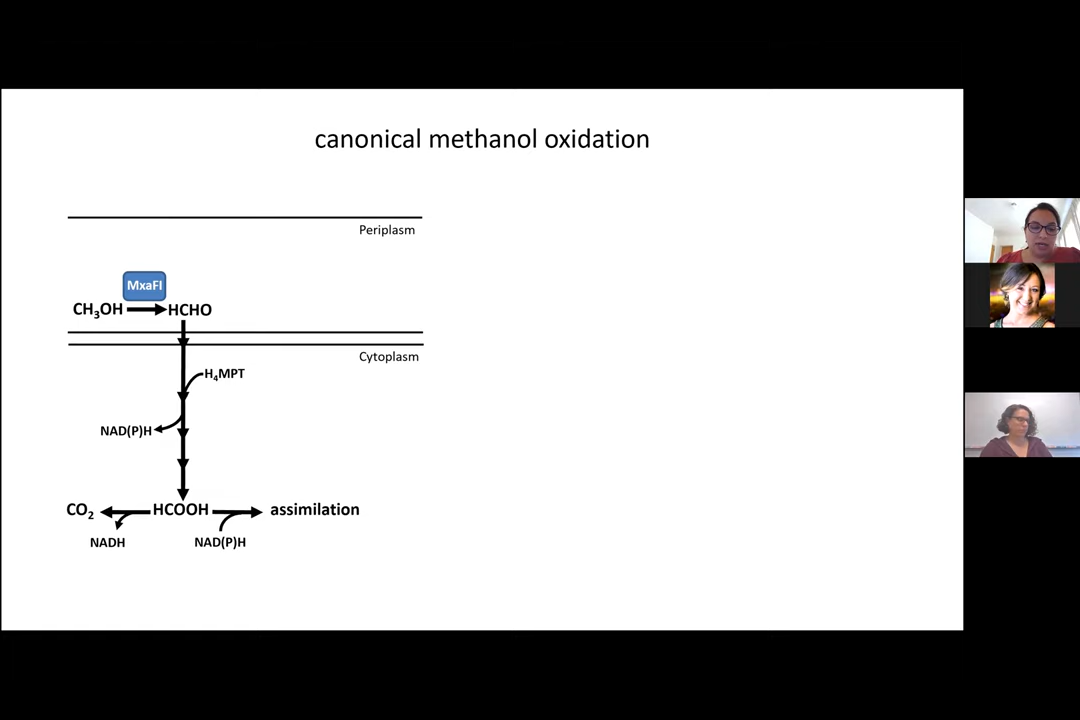 canonical methanol oxidation
Periplasm
MxaFI
CH₃OH HCHO
Cytoplasm
H₄MPT
NAD(P)H
CO₂ HCOOH assimilation
NADH NAD(P)H